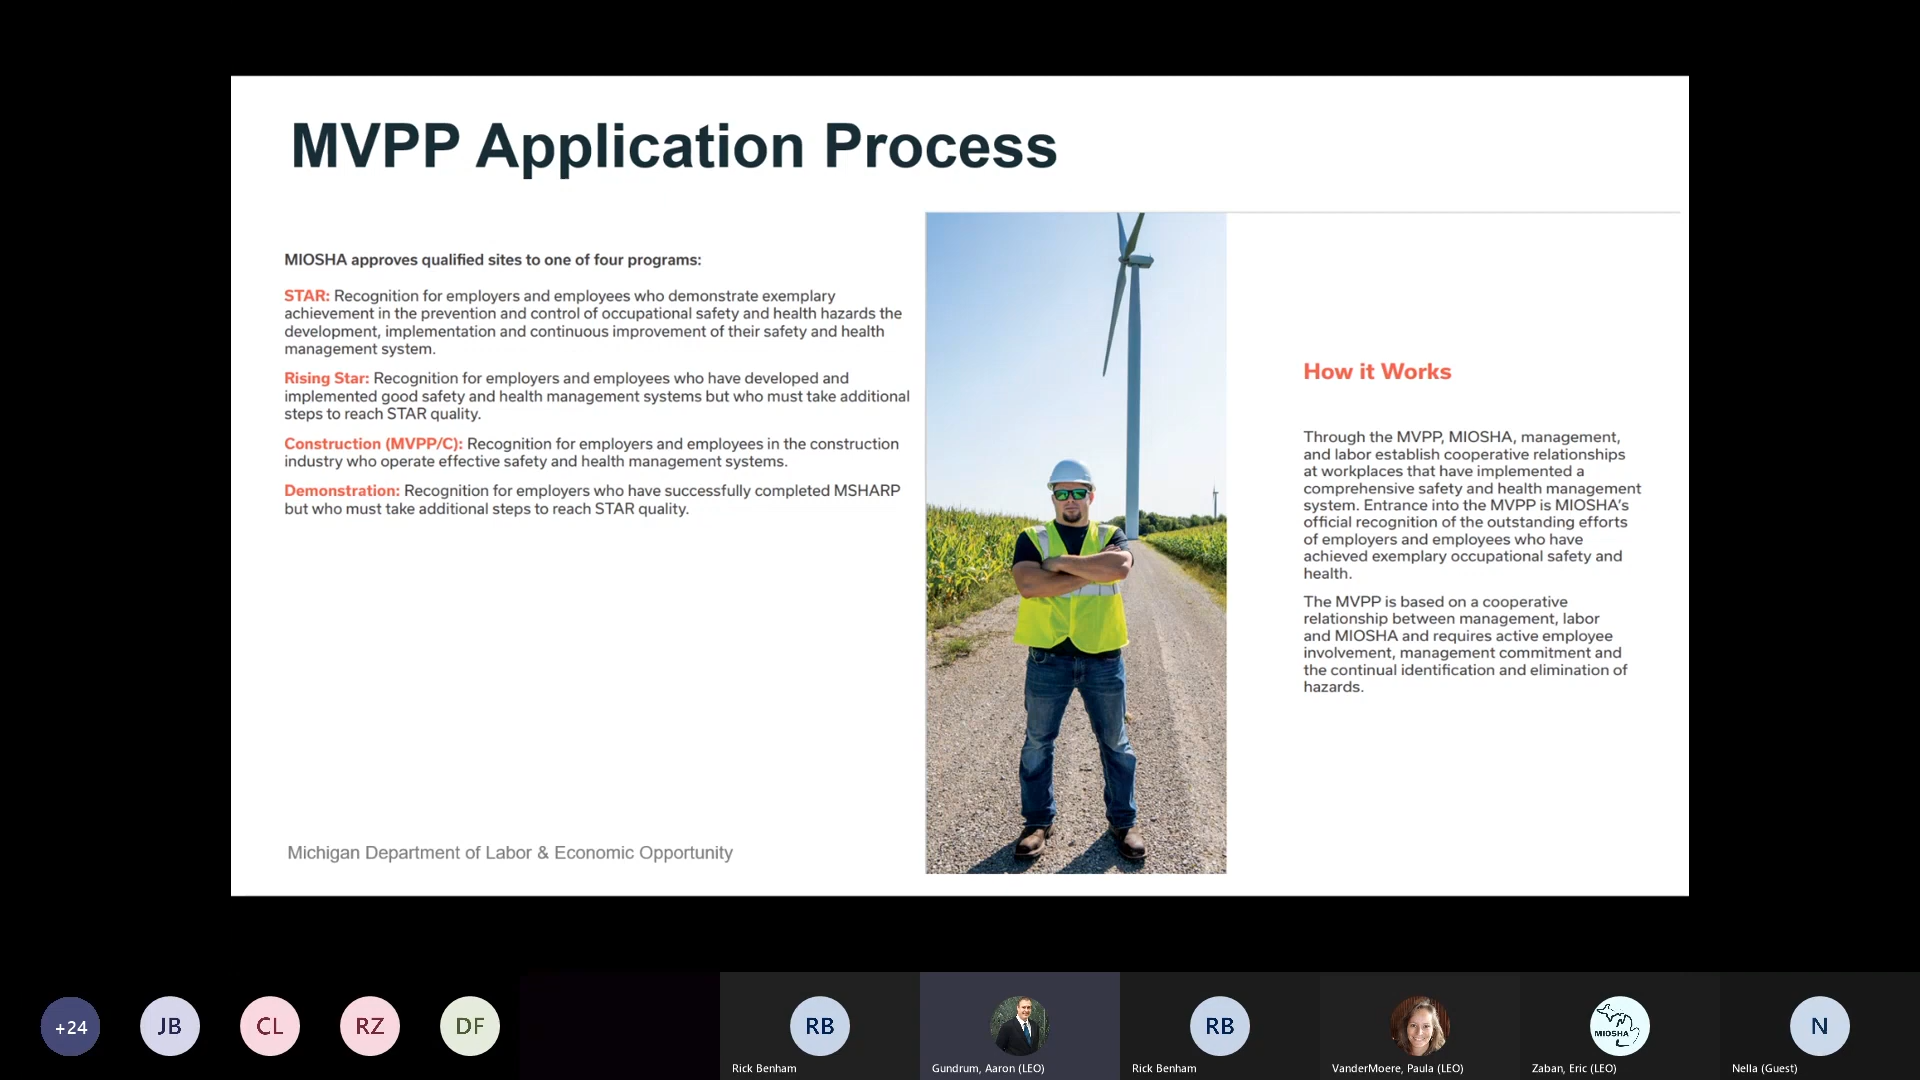 MVPP Application Process
MIOSHA approves qualified sites to one of four programs:
STAR: Recognition for employers and employees who demonstrate exemplary
achievement in the prevention and control of occupational safety and health hazards the
development, implementation and continuous improvement of their safety and health
management system.
Rising Star: Recognition for employers and employees who have developed and
implemented good safety and health management systems but who must take additional
steps to reach STAR quality.
Construction (MVPP/C): Recognition for employers and employees in the construction
industry who operate effective safety and health management systems.
Demonstration: Recognition for employers who have successfully completed MSHARP
but who must take additional steps to reach STAR quality.
How it Works
Through the MVPP, MIOSHA, management,
and labor establish cooperative relationships
at workplaces that have implemented a
comprehensive safety and health management
system. Entrance into the MVPP is MIOSHA's
official recognition of the outstanding efforts
of employers and employees who have
achieved exemplary occupational safety and
health.
The MVPP is based on a cooperative
relationship between management, labor
and MIOSHA and requires active employee
involvement, management commitment and
the continual identification and elimination of
hazards.
Michigan Department of Labor & Economic Opportunity
+24
JB
CL
RZ
DF
RB
Rick Benham
Gundrum, Aaron (LEO)
RB
Rick Benham
VanderMoere, Paula (LEO)
MIOSHA
Zaban, Eric (LEO)
N
Nella (Guest)